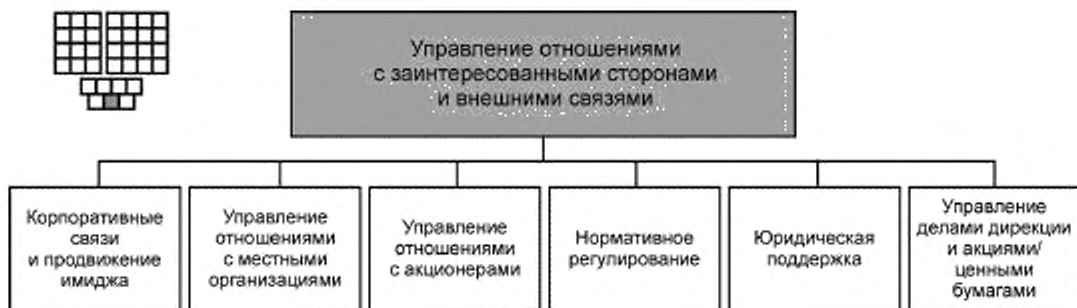 Управление отношениями
с заинтересованными сторонами
и внешними связями
Корпоративные
связи
и продвижение
имиджа
Управление
отношениями
с местными
организациями
Управление
отношениями
с акционерами
Нормативное
регулирование
Юридическая
поддержка
Управление
делами дирекции
и акциями/
ценными
бумагами